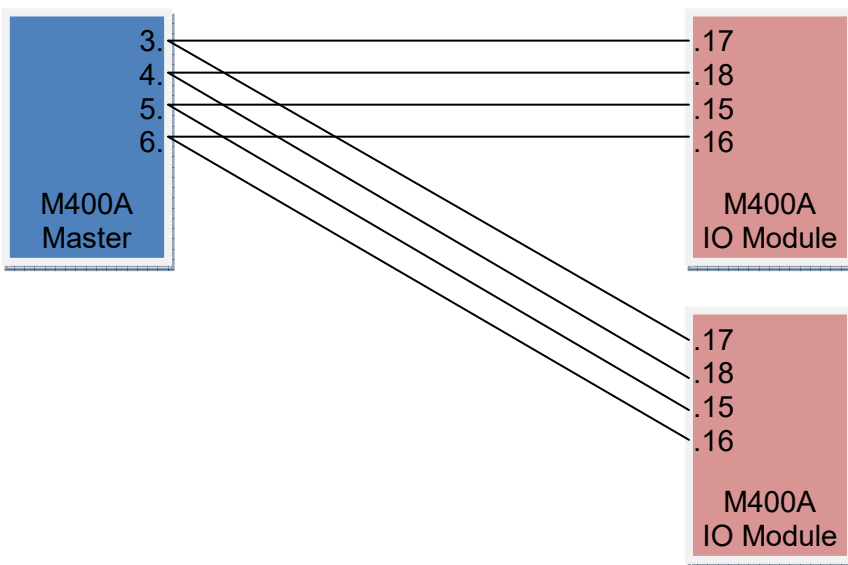 3.
4.
5.
6.
M400A
Master
.17
.18
.15
.16
M400A
IO Module
.17
.18
.15
.16
M400A
IO Module